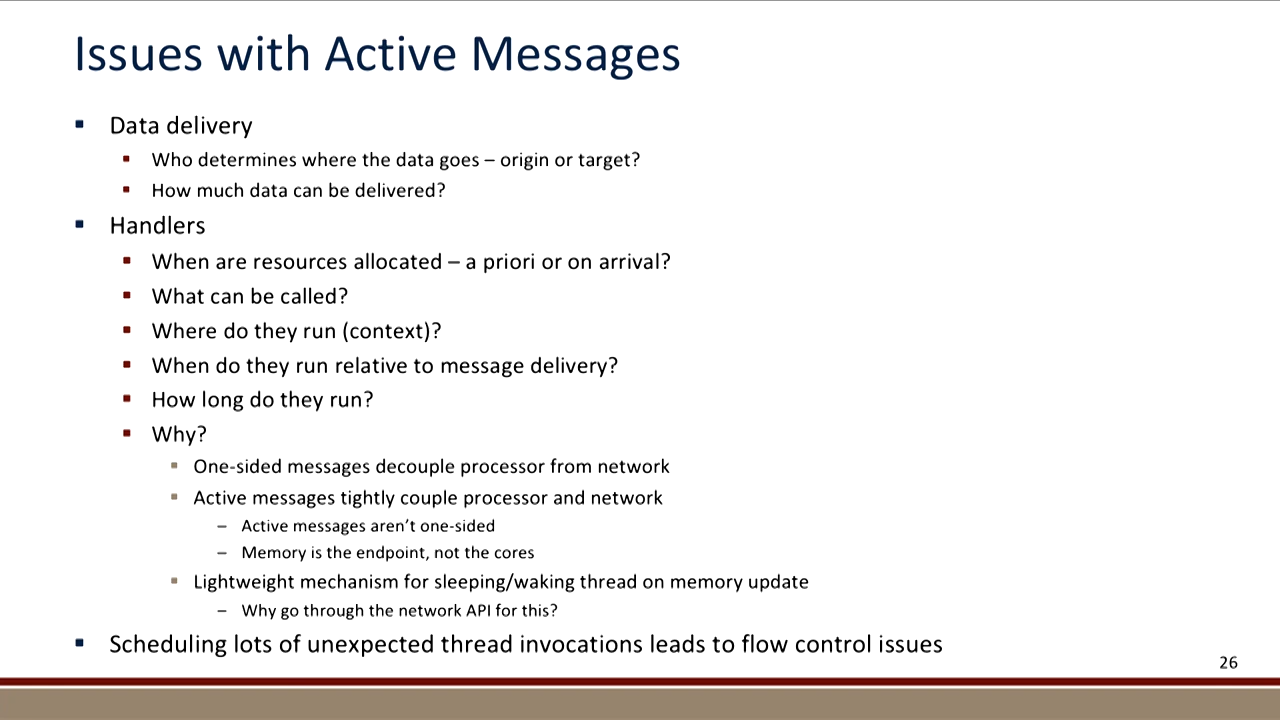 Issues with Active Messages
▪ Data delivery
▪ Who determines where the data goes – origin or target?
▪ How much data can be delivered?
▪ Handlers
▪ When are resources allocated – a priori or on arrival?
▪ What can be called?
▪ Where do they run (context)?
▪ When do they run relative to message delivery?
▪ How long do they run?
▪ Why?
▪ One-sided messages decouple processor from network
▪ Active messages tightly couple processor and network
– Active messages aren’t one-sided
– Memory is the endpoint, not the cores
▪ Lightweight mechanism for sleeping/waking thread on memory update
– Why go through the network API for this?
▪ Scheduling lots of unexpected thread invocations leads to flow control issues
26